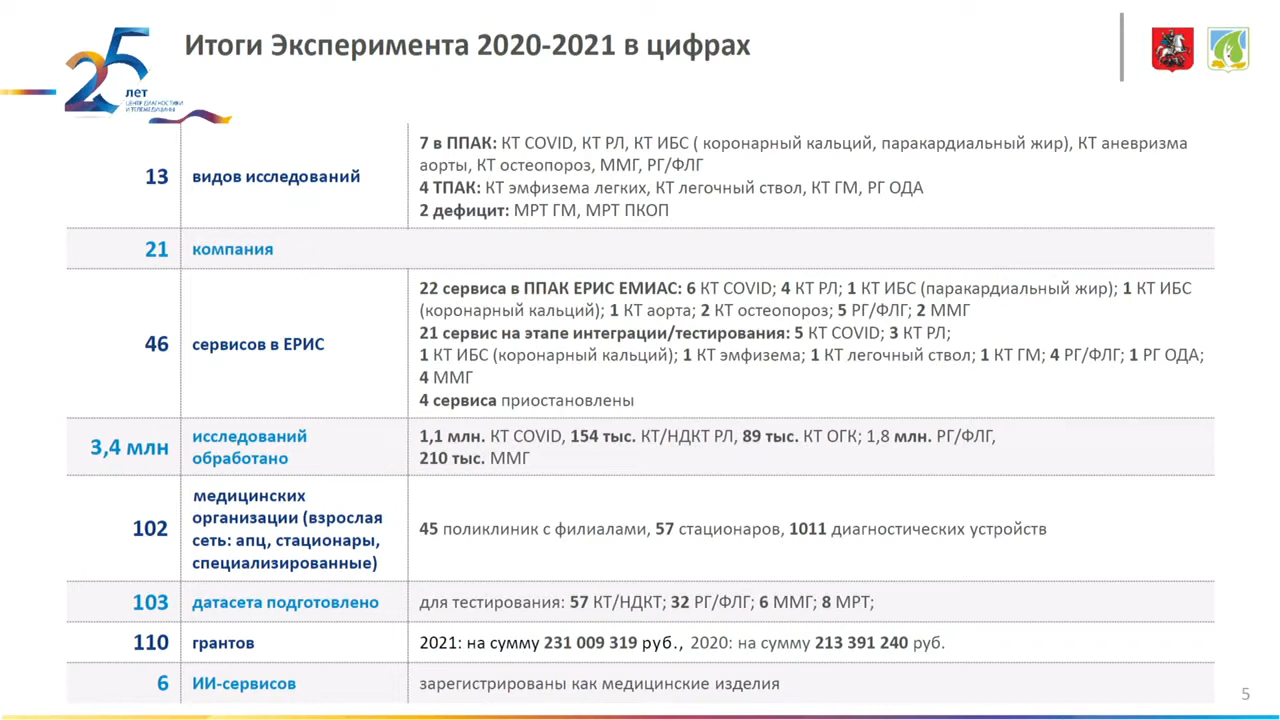 Итоги Эксперимента 2020-2021 в цифрах
25
лет
ЦЕНТР ДИАГНОСТИКИ
И ТЕЛЕМЕДИЦИНЫ
13
видов исследований
7 в ППАК: КТ COVID, КТ РЛ, КТ ИБС ( коронарный кальций, паракардиальный жир), КТ аневризма
аорты, КТ остеопороз, ММГ, РГ/ФЛГ
4 ТПАК: КТ эмфизема легких, КТ легочный ствол, КТ ГМ, РГ ОДА
2 дефицит: МРТ ГМ, МРТ ПКОП
21
компания
46
сервисов в ЕРИС
22 сервиса в ППАК ЕРИС ЕМИАС: 6 КТ COVID; 4 КТ РЛ; 1 КТ ИБС (паракардиальный жир); 1 КТ ИБС
(коронарный кальций); 1 КТ аорта; 2 КТ остеопороз; 5 РГ/ФЛГ; 2 ММГ
21 сервис на этапе интеграции/тестирования: 5 КТ COVID; 3 КТ РЛ;
1 КТ ИБС (коронарный кальций); 1 КТ эмфизема; 1 КТ легочный ствол; 1 КТ ГМ; 4 РГ/ФЛГ; 1 РГ ОДА;
4 ММГ
4 сервиса приостановлены
3,4 млн
исследований
обработано
1,1 млн. КТ COVID, 154 тыс. КТ/НДКТ РЛ, 89 тыс. КТ ОГК; 1,8 млн. РГ/ФЛГ,
210 тыс. ММГ
102
медицинских
организации (взрослая
сеть: апц, стационары,
специализированные)
45 поликлиник с филиалами, 57 стационаров, 1011 диагностических устройств
103
датасета подготовлено
для тестирования: 57 КТ/НДКТ; 32 РГ/ФЛГ; 6 ММГ; 8 МРТ;
110
грантов
2021: на сумму 231 009 319 руб., 2020: на сумму 213 391 240 руб.
6
ИИ-сервисов
зарегистрированы как медицинские изделия
5